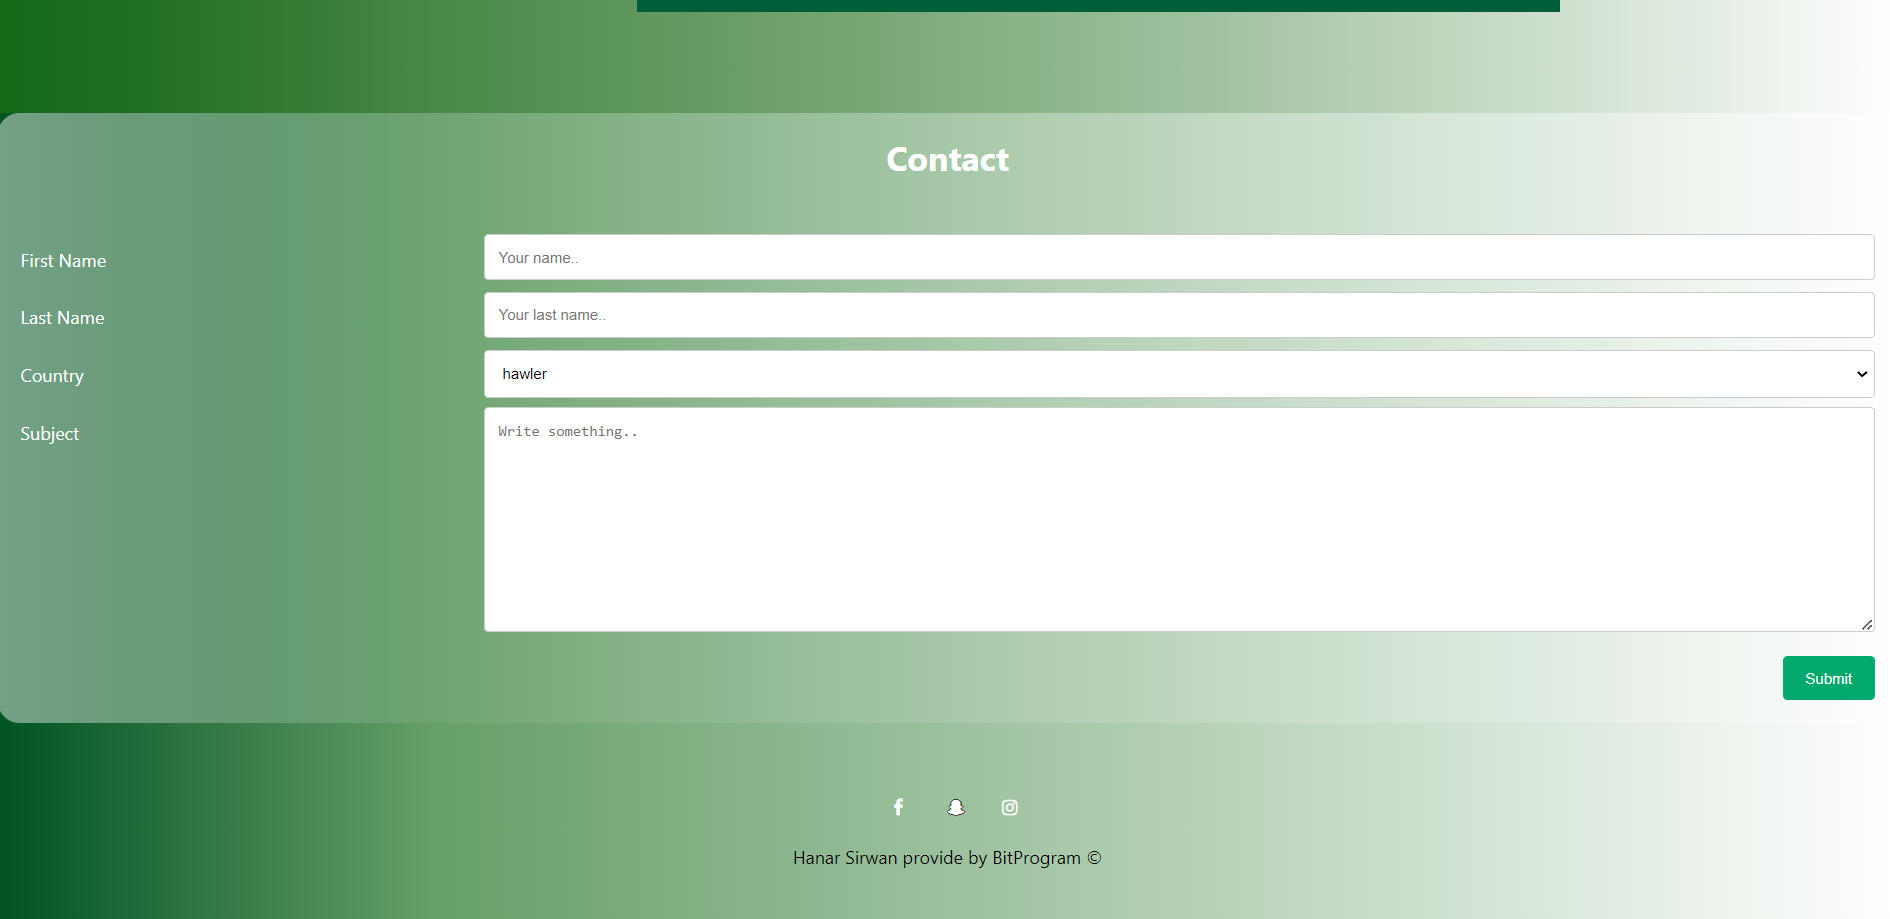 Contact
First Name
Your name..
Last Name
Your last name..
Country
hawler
Subject
Write something..
Submit
Hanar Sirwan provide by BitProgram ©